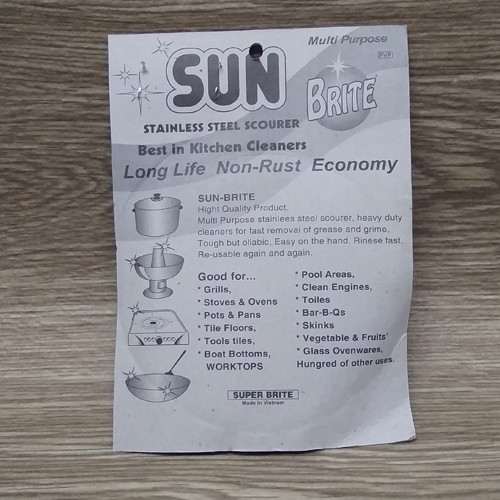 Multi Purpose
PVP
SUN
BRITE
STAINLESS STEEL SCOURER
Best in Kitchen Cleaners
Long Life Non-Rust Economy
SUN-BRITE
Hight Quality Product.
Multi Purpose stainlees steel scourer, heavy duty
cleaners for fast removal of grease and grime,
Tough but oliabic, Easy on the hand. Rinese fast,
Re-usable again and again.
Good for...
* Grills,
* Stoves & Ovens
* Pots & Pans
* Tile Floors,
* Tools tiles,
* Boat Bottoms,
WORKTOPS
* Pool Areas,
* Clean Engines,
* Toiles
* Bar-B-Qs
* Skinks
* Vegetable & Fruits'
* Glass Ovenwares,
Hungred of other uses.
SUPER BRITE
Made In Vietnam